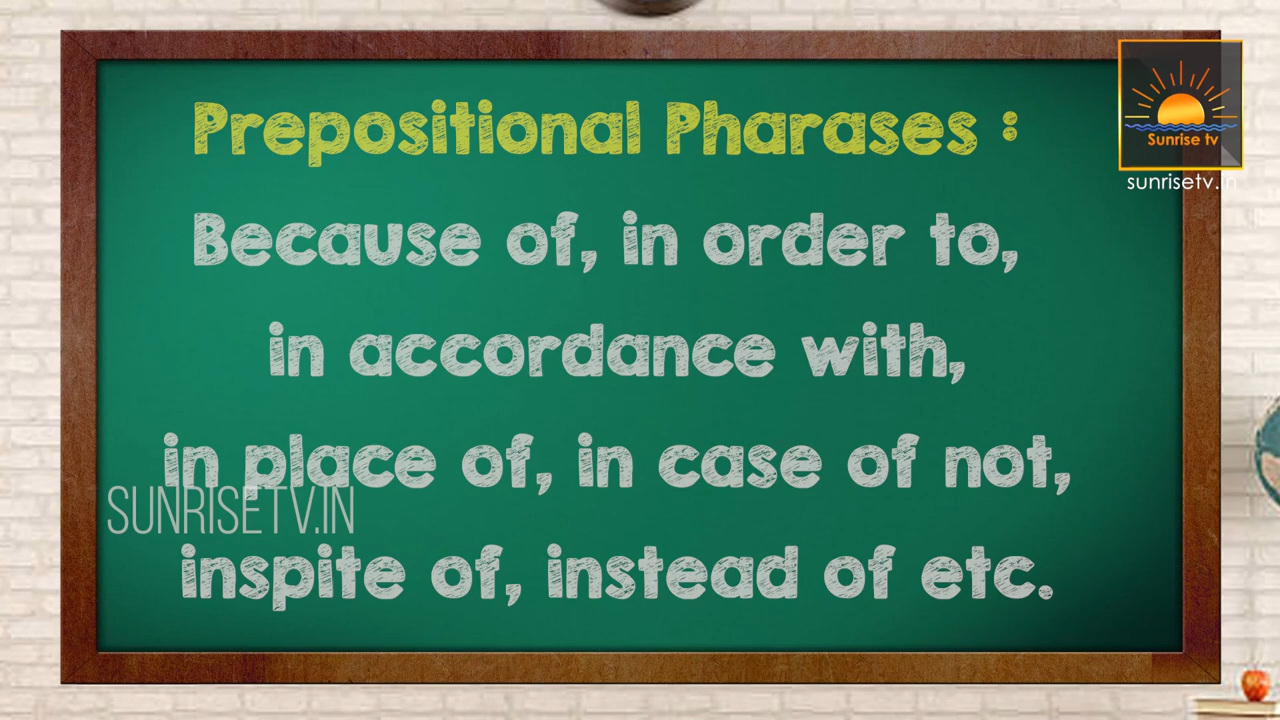 Prepositional Pharases :
Sunrise tv
sunrisetv.in
Because of, in order to,
in accordance with,
in place of, in case of not,
SUNRISETV.IN
inspite of, instead of etc.